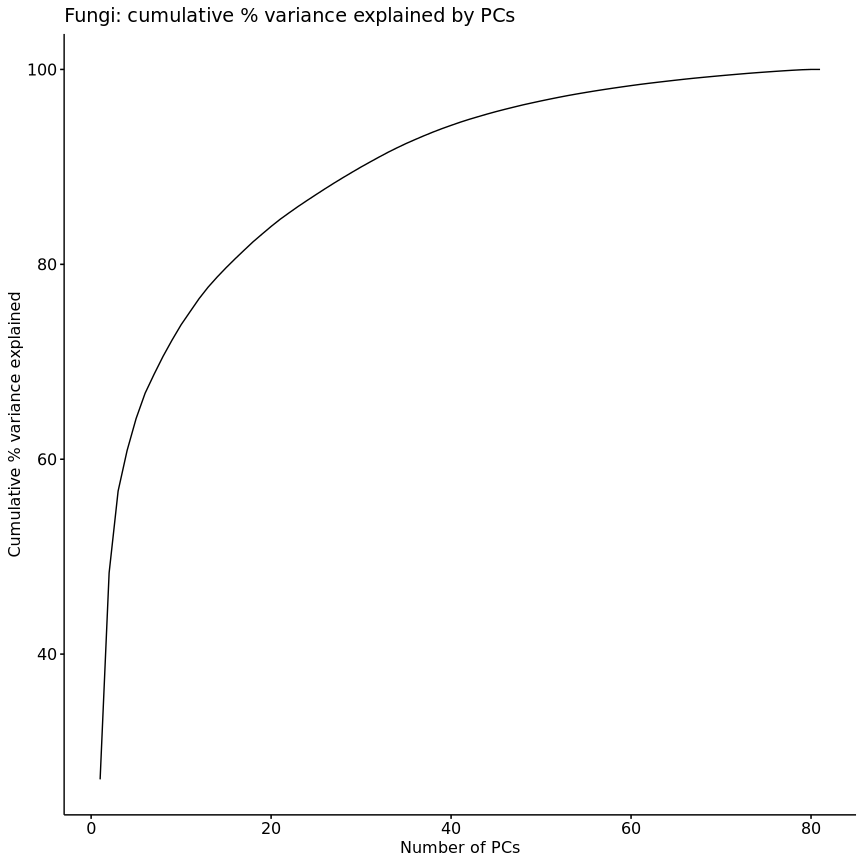 Fungi: cumulative % variance explained by PCs
Cumulative % variance explained
100
80
60
40
0 20 40 60 80
Number of PCs